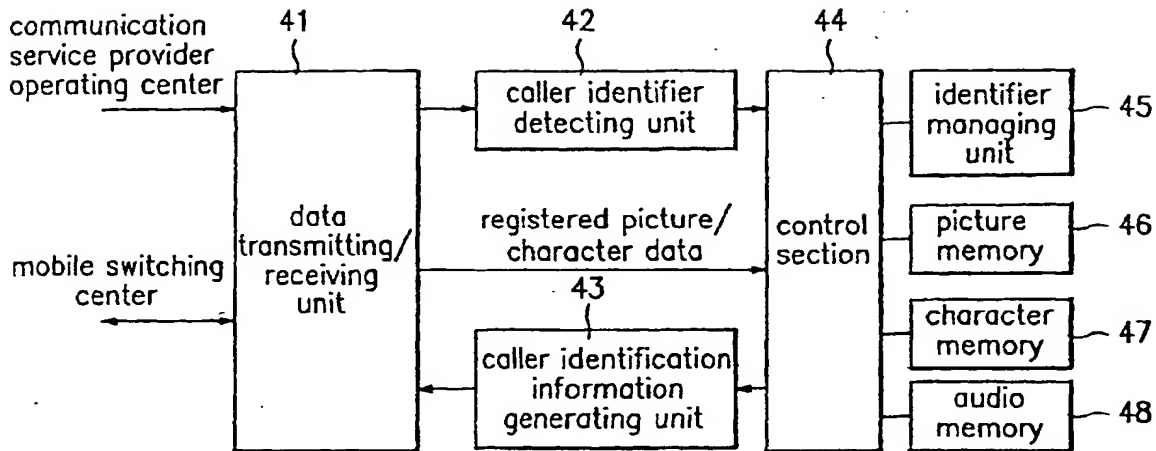 communication
service provider
operating center
41
42
44
caller identifier
detecting unit
identifier
managing
unit
45
data
transmitting/
receiving
unit
registered picture/
character data
control
section
picture
memory
46
mobile switching
center
43
caller identification
information
generating unit
character
memory
47
audio
memory
48